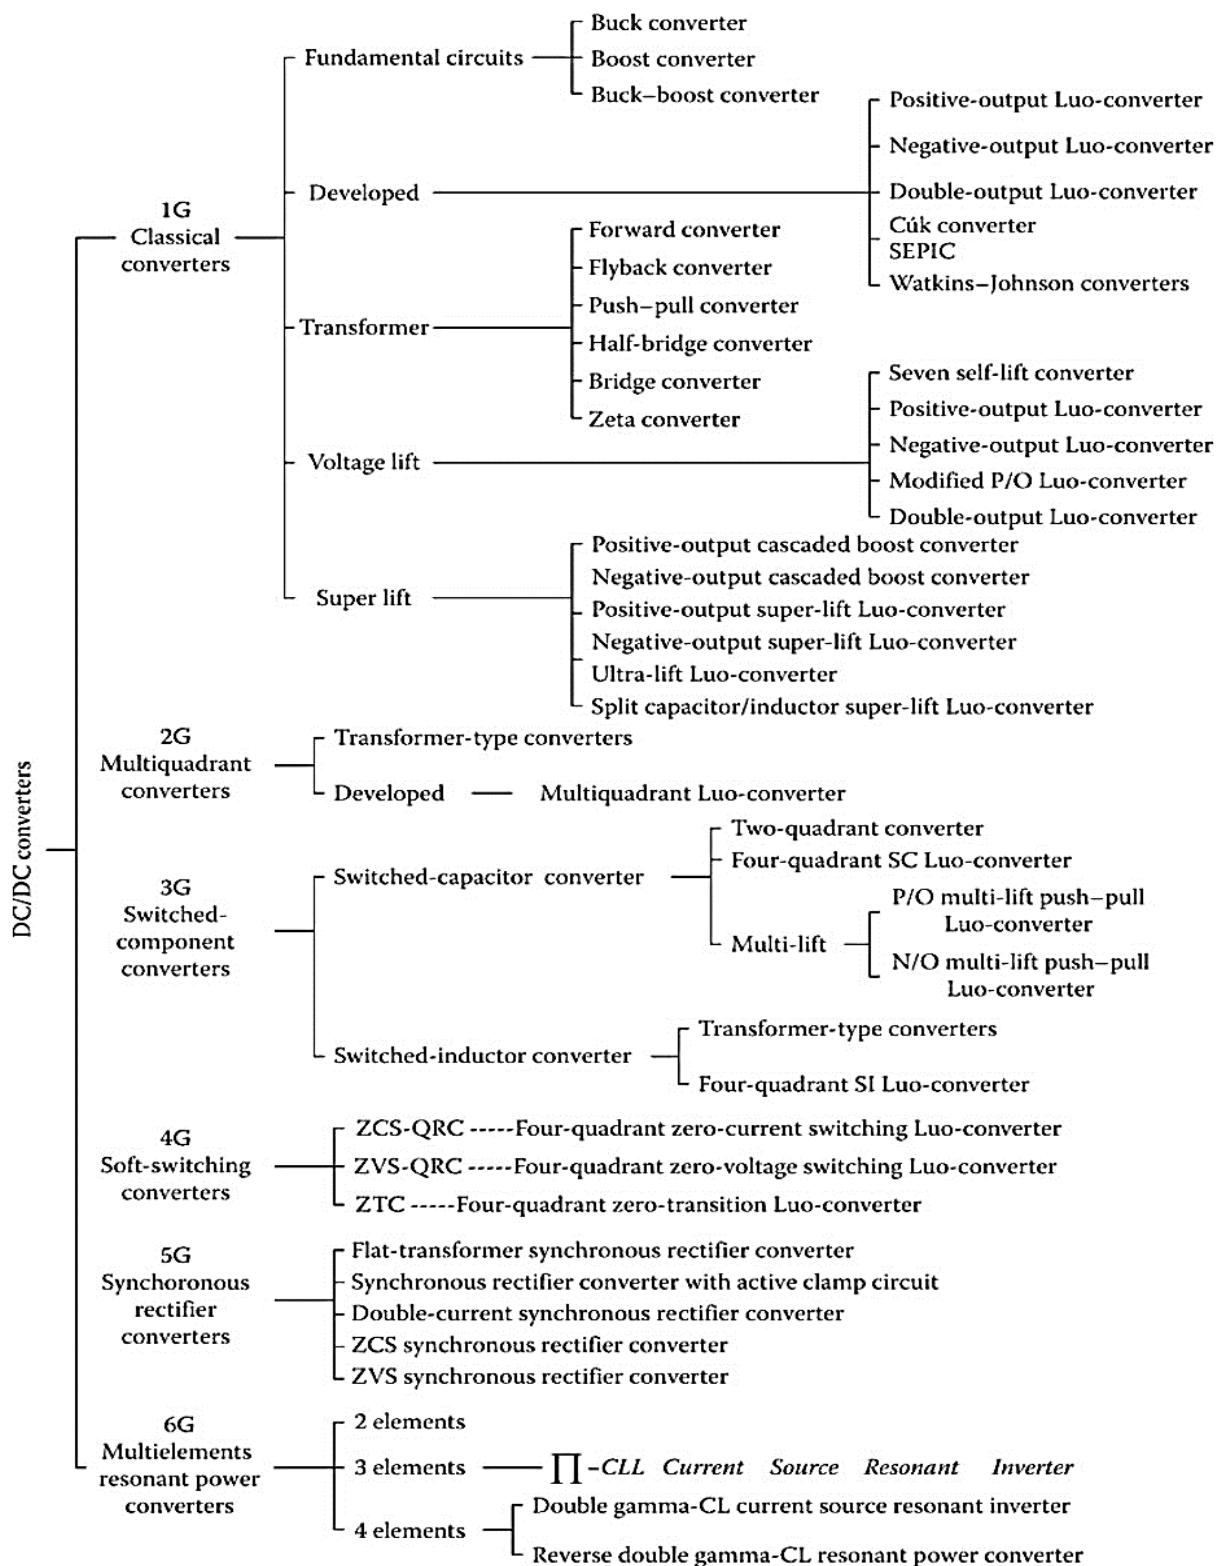 DC/DC converters
1G
Classical
converters
Fundamental circuits
Buck converter
Boost converter
Buck–boost converter
Developed
Positive-output Luo-converter
Negative-output Luo-converter
Double-output Luo-converter
Cúk converter
SEPIC
Watkins–Johnson converters
Transformer
Forward converter
Flyback converter
Push–pull converter
Half-bridge converter
Bridge converter
Zeta converter
Voltage lift
Seven self-lift converter
Positive-output Luo-converter
Negative-output Luo-converter
Modified P/O Luo-converter
Double-output Luo-converter
Super lift
Positive-output cascaded boost converter
Negative-output cascaded boost converter
Positive-output super-lift Luo-converter
Negative-output super-lift Luo-converter
Ultra-lift Luo-converter
Split capacitor/inductor super-lift Luo-converter
2G
Multiquadrant
converters
Transformer-type converters
Developed
Multiquadrant Luo-converter
3G
Switched-
component
converters
Switched-capacitor converter
Two-quadrant converter
Four-quadrant SC Luo-converter
Multi-lift
P/O multi-lift push–pull
Luo-converter
N/O multi-lift push–pull
Luo-converter
Switched-inductor converter
Transformer-type converters
Four-quadrant SI Luo-converter
4G
Soft-switching
converters
ZCS-QRC -----Four-quadrant zero-current switching Luo-converter
ZVS-QRC -----Four-quadrant zero-voltage switching Luo-converter
ZTC -----Four-quadrant zero-transition Luo-converter
5G
Synchoronous
rectifier
converters
Flat-transformer synchronous rectifier converter
Synchronous rectifier converter with active clamp circuit
Double-current synchronous rectifier converter
ZCS synchronous rectifier converter
ZVS synchronous rectifier converter
6G
Multielements
resonant power
converters
2 elements
3 elements
∏ -CLL Current Source Resonant Inverter
4 elements
Double gamma-CL current source resonant inverter
Reverse double gamma-CL resonant power converter